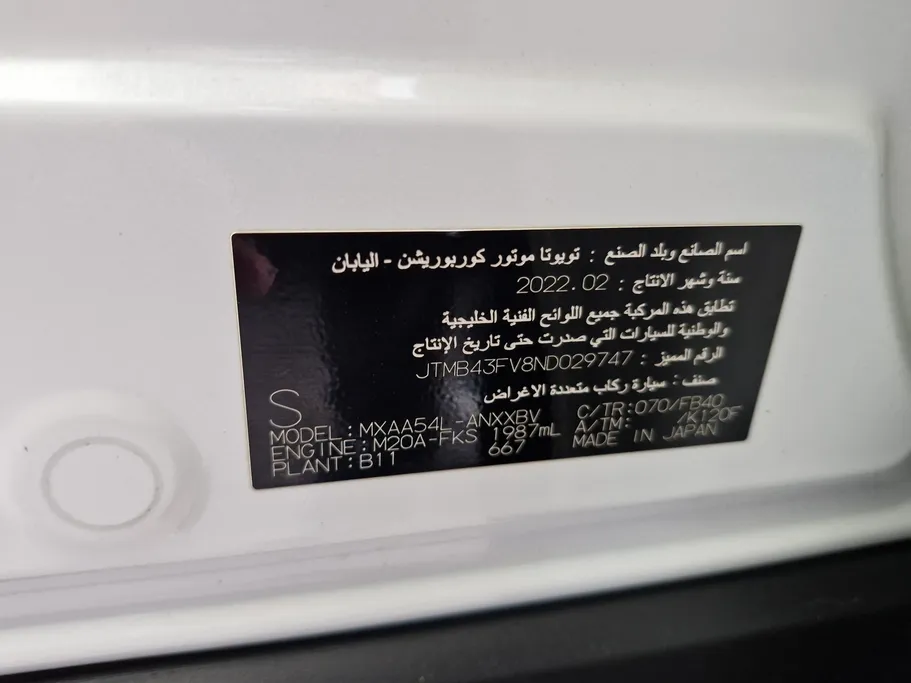 اسم الصانع وبلد الصنع : تويوتا موتور كوربوريشن - اليابان
سنة وشهر الانتاج : 2022.02
تطابق هذه المركبة جميع اللوائح الفنية الخليجية
والوطنية للسيارات التي صدرت حتى تاريخ الإنتاج
الرقم المميز : JTMB43FV8ND029747
صنف : سيارة ركاب متعددة الاغراض
S
MODEL:MXAA54L-ANXXBV C/TR:070/FB40
ENGINE:M20A-FKS 1987mL A/TM: /K120F
PLANT:B11 667 MADE IN JAPAN